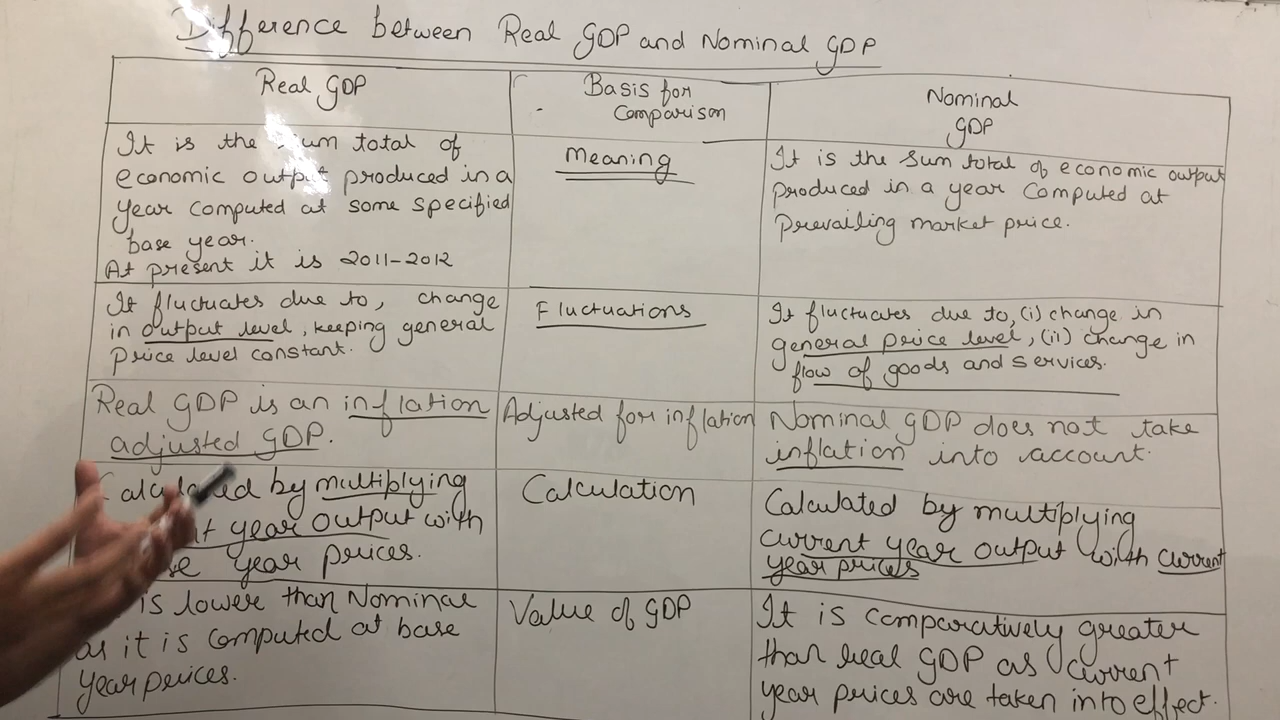 Difference between Real GDP and Nominal GDP
Real GDP
Basis for
Comparison
Nominal
GDP
It is the sum total of
economic output produced in a
year computed at some specified
base year.
At present it is 2011-2012
Meaning
It is the sum total of economic output
produced in a year computed at
prevailing market price.
It fluctuates due to, change
in output level, keeping general
price level constant.
Fluctuations
It fluctuates due to, (i) change in
general price level, (ii) change in
flow of goods and services.
Real GDP is an inflation
adjusted GDP.
Adjusted for inflation
Nominal GDP does not take
inflation into account.
Calculated by multiplying
year output with
year prices.
Calculation
Calculated by multiplying
current year output with current
year prices
is lower than Nominal
as it is computed at base
year prices.
Value of GDP
It is comparatively greater
than real GDP as current
year prices are taken into effect.